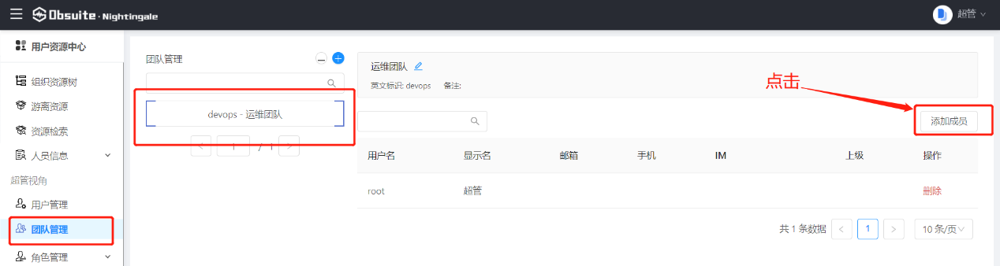 Obsuite · Nightingale
超管
用户资源中心
组织资源树
游离资源
资源检索
人员信息
超管视角
用户管理
团队管理
角色管理
团队管理
devops - 运维团队
< 1 / 1 >
运维团队
英文标识: devops 备注:
点击
添加成员
用户名 显示名 邮箱 手机 IM 上级 操作
root 超管 删除
共 1 条数据 < 1 > 10 条/页